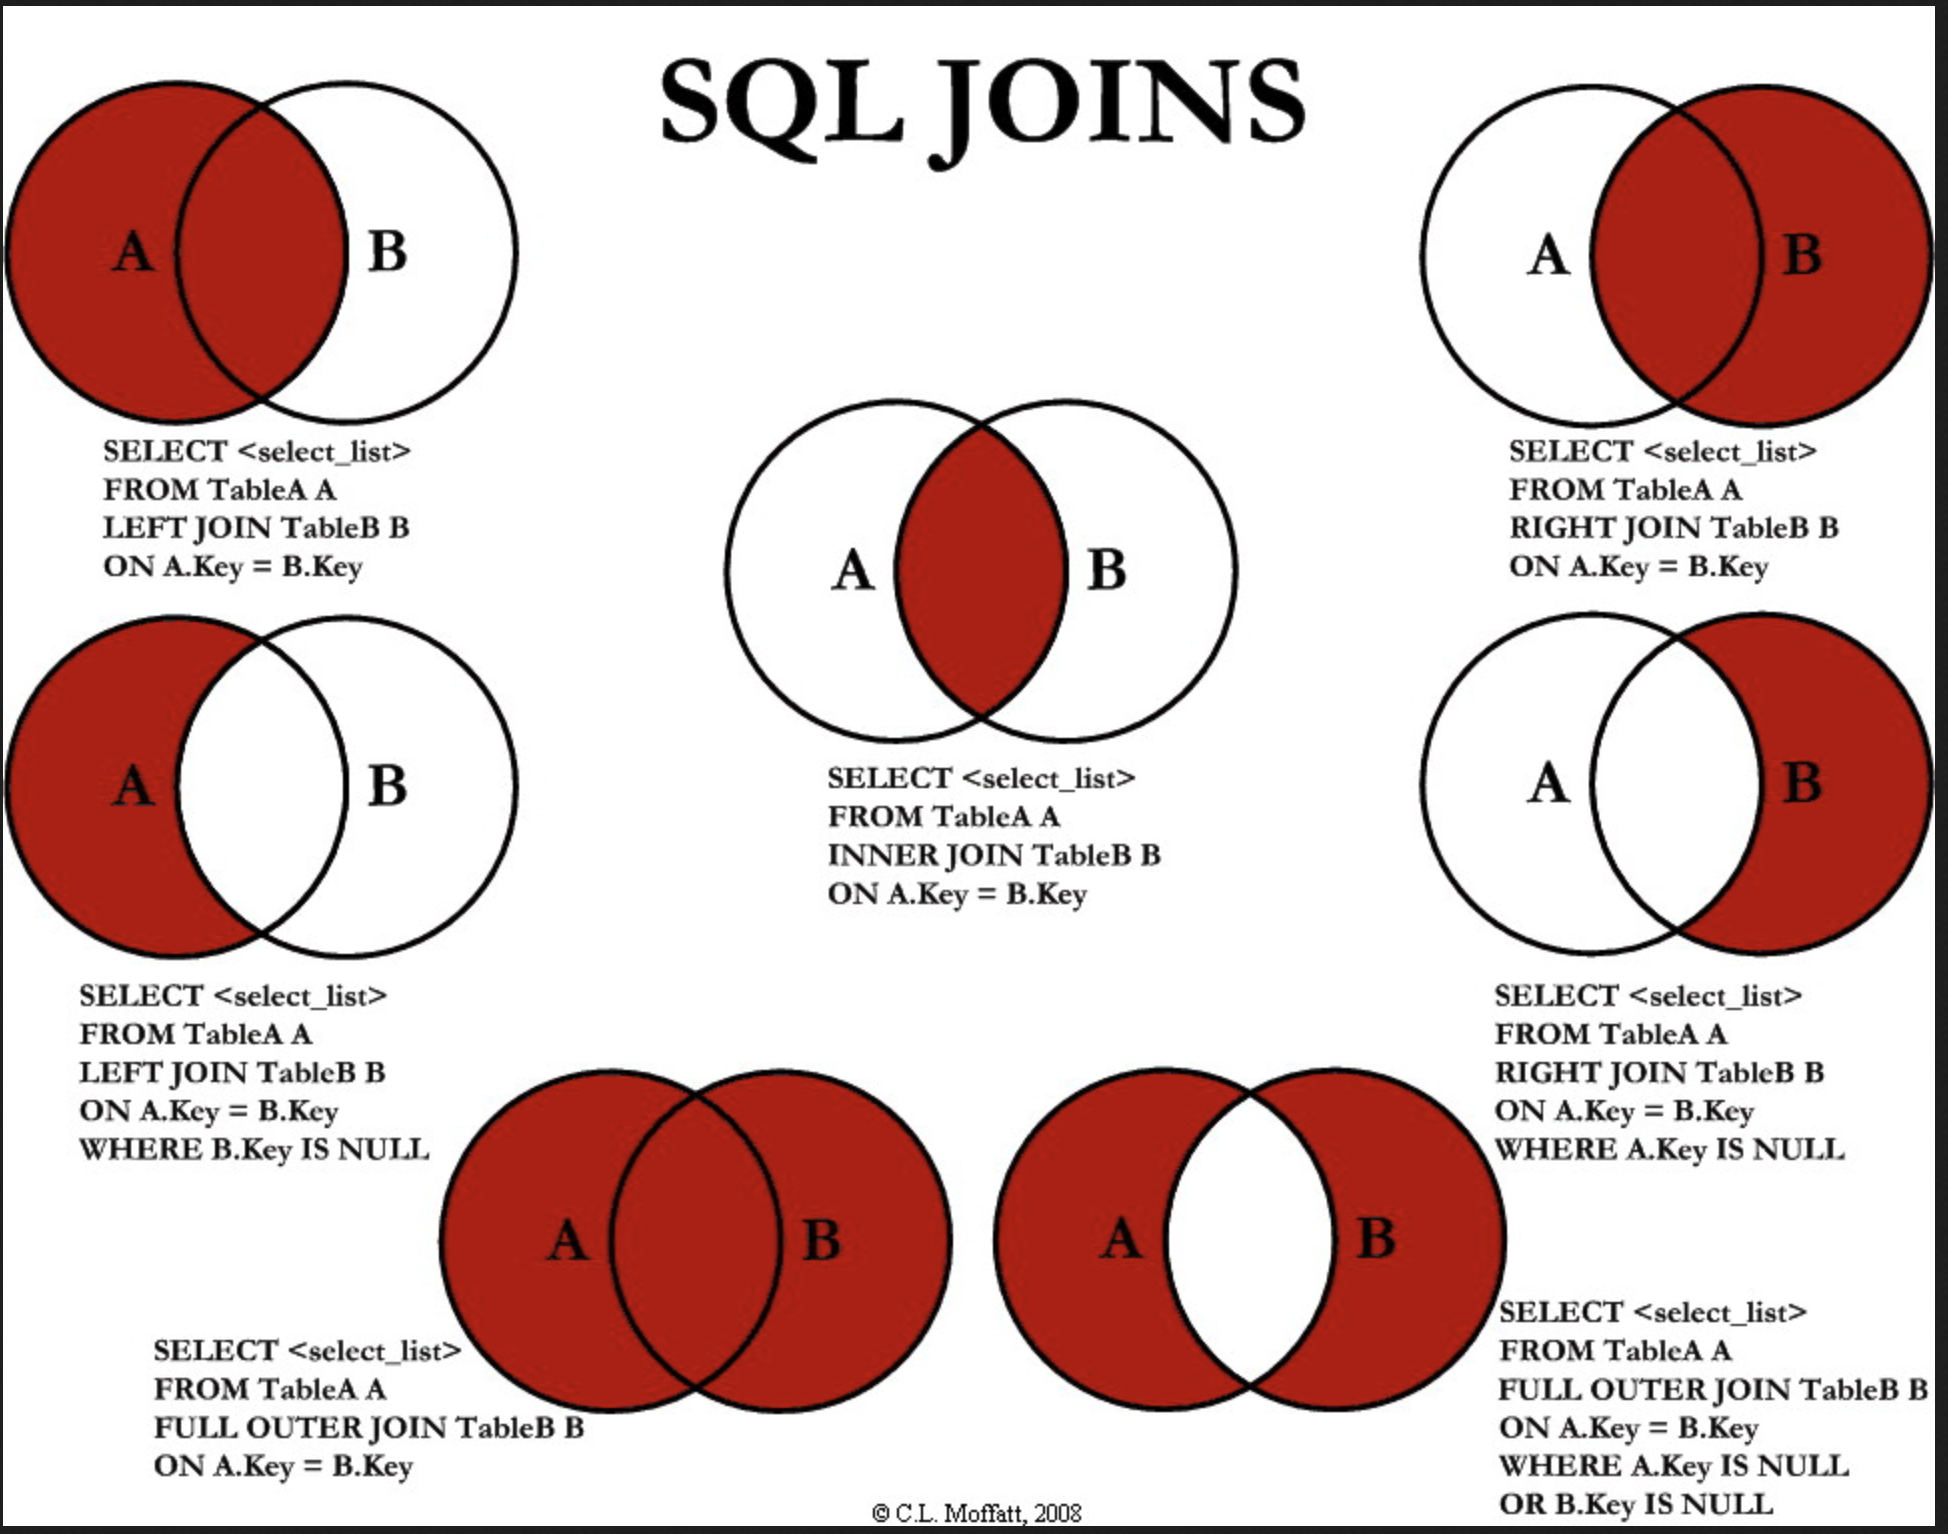 SQL JOINS
A B
SELECT <select_list>
FROM TableA A
LEFT JOIN TableB B
ON A.Key = B.Key
A B
SELECT <select_list>
FROM TableA A
RIGHT JOIN TableB B
ON A.Key = B.Key
A B
SELECT <select_list>
FROM TableA A
INNER JOIN TableB B
ON A.Key = B.Key
A B
SELECT <select_list>
FROM TableA A
LEFT JOIN TableB B
ON A.Key = B.Key
WHERE B.Key IS NULL
A B
SELECT <select_list>
FROM TableA A
RIGHT JOIN TableB B
ON A.Key = B.Key
WHERE A.Key IS NULL
A B
SELECT <select_list>
FROM TableA A
FULL OUTER JOIN TableB B
ON A.Key = B.Key
A B
SELECT <select_list>
FROM TableA A
FULL OUTER JOIN TableB B
ON A.Key = B.Key
WHERE A.Key IS NULL
OR B.Key IS NULL
© C.L. Moffatt, 2008